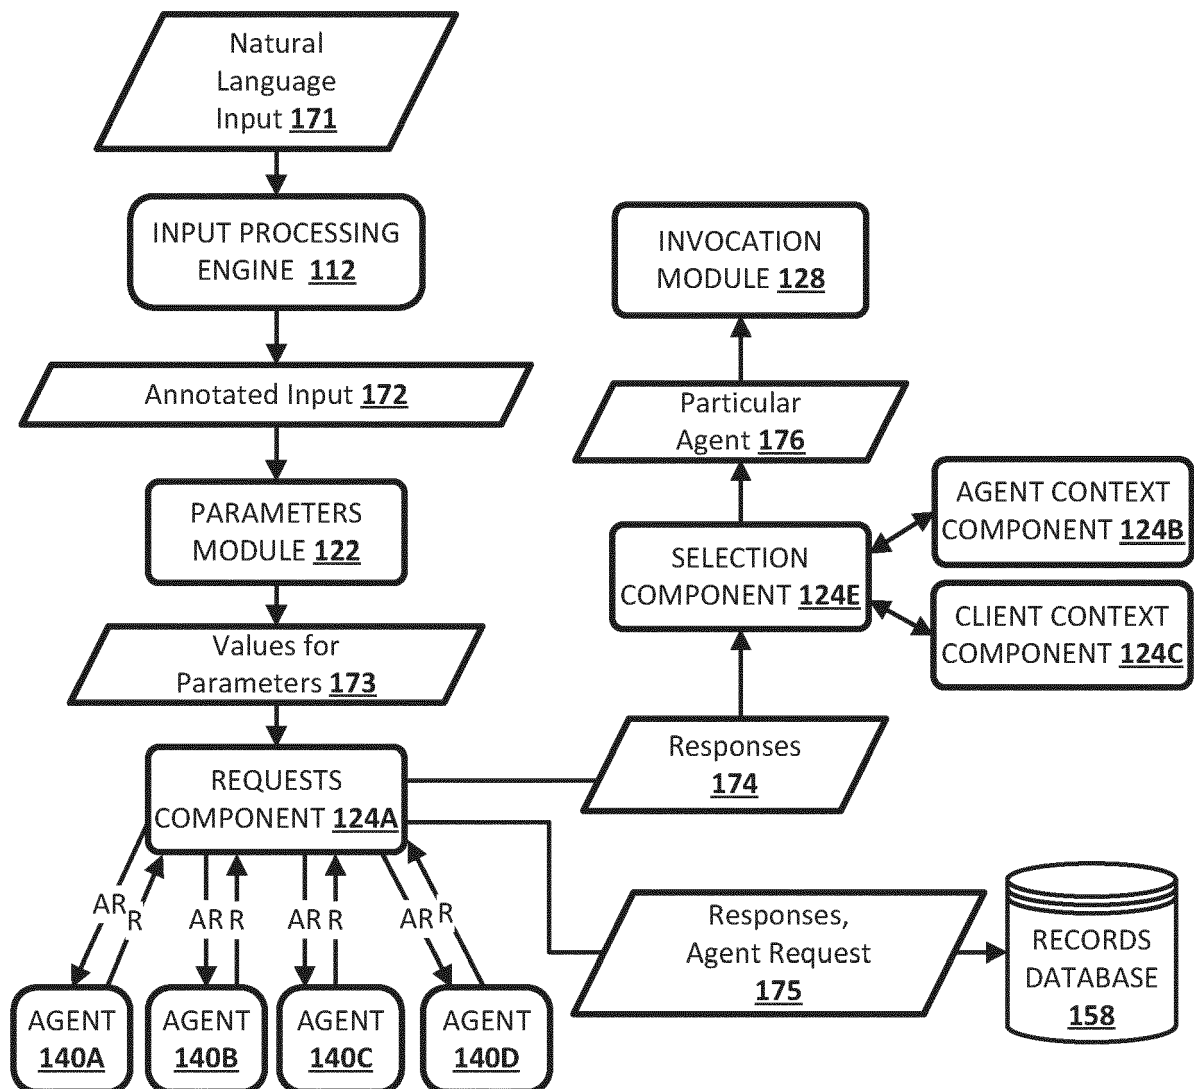 Natural
Language
Input 171
INPUT PROCESSING
ENGINE 112
Annotated Input 172
PARAMETERS
MODULE 122
Values for
Parameters 173
REQUESTS
COMPONENT 124A
AR
R
AR
R
AR
R
AR
R
AGENT
140A
AGENT
140B
AGENT
140C
AGENT
140D
INVOCATION
MODULE 128
Particular
Agent 176
SELECTION
COMPONENT 124E
AGENT CONTEXT
COMPONENT 124B
CLIENT CONTEXT
COMPONENT 124C
Responses
174
Responses,
Agent Request
175
RECORDS
DATABASE
158